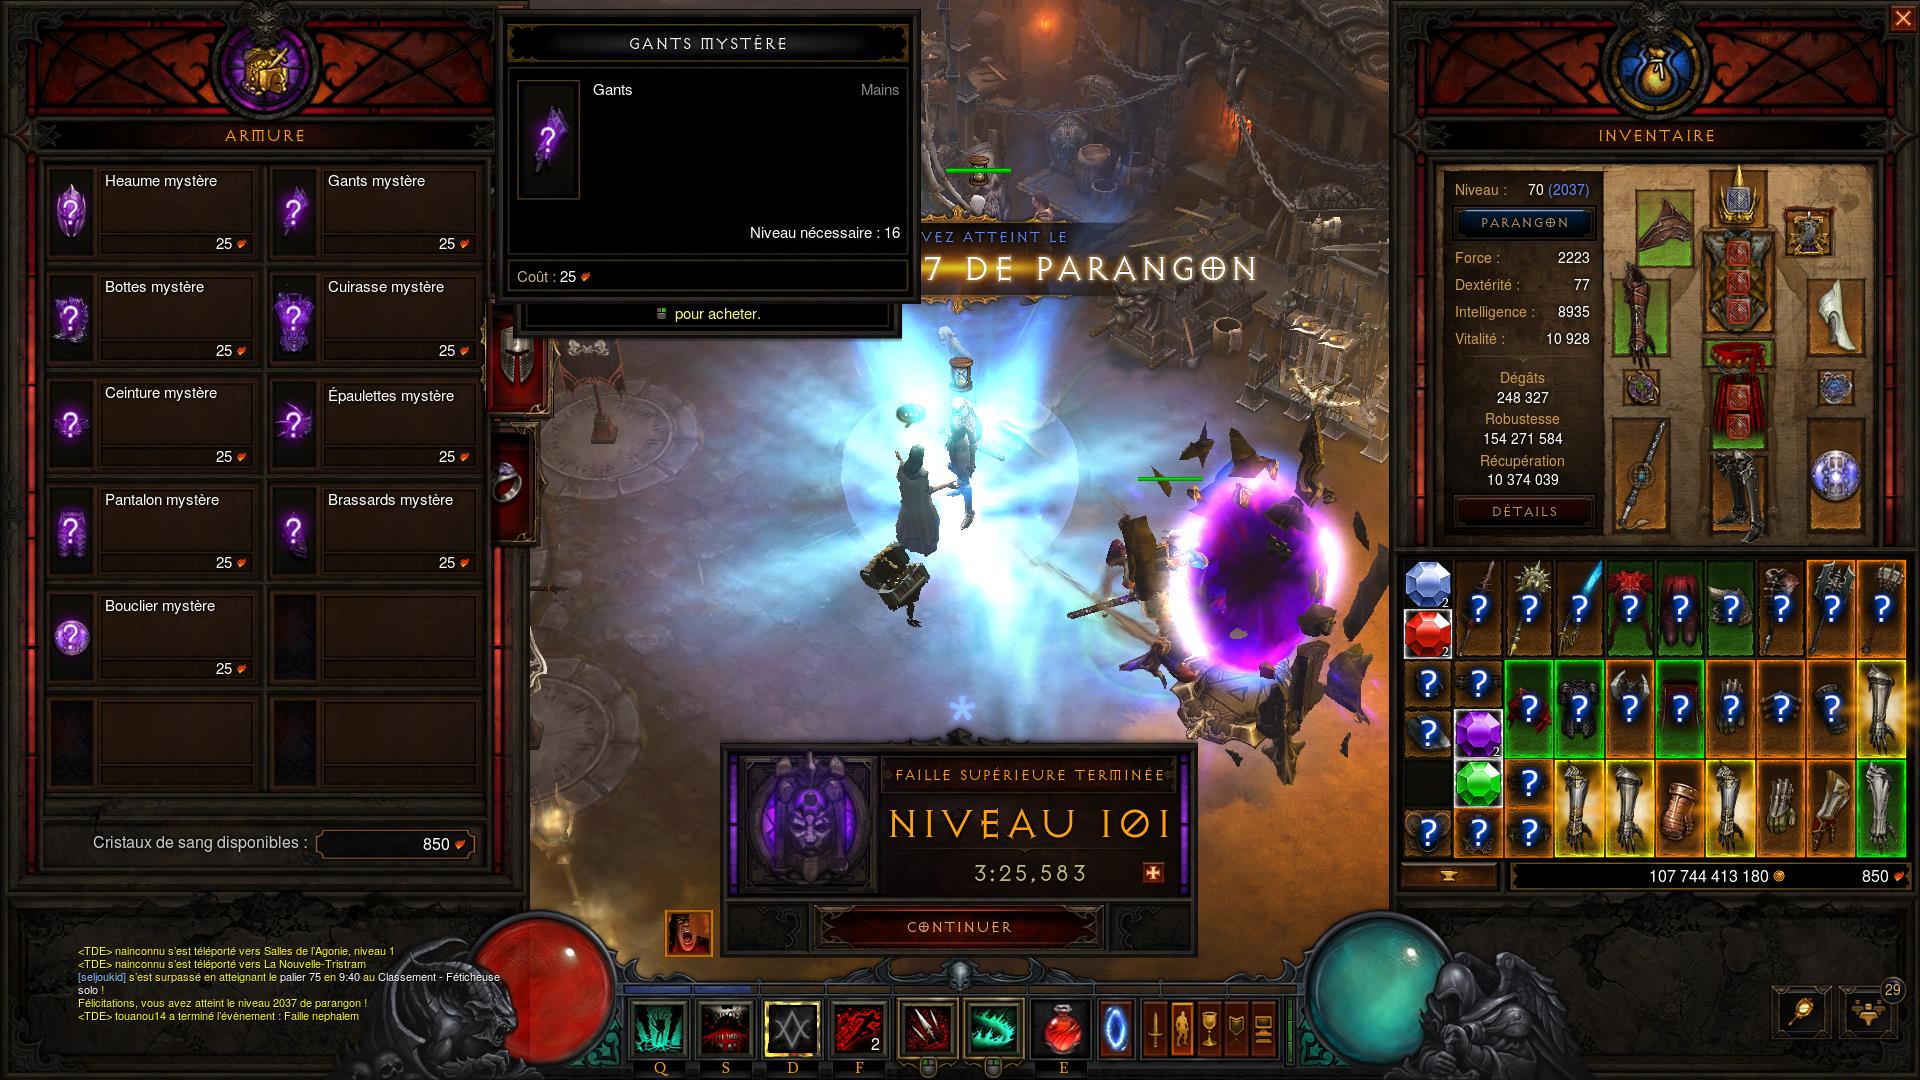 ARMURE
Heaume mystère
25
Gants mystère
25
Bottes mystère
25
Cuirasse mystère
25
Ceinture mystère
25
Épaulettes mystère
25
Pantalon mystère
25
Brassards mystère
25
Bouclier mystère
25
Cristaux de sang disponibles : 850
GANTS MYSTÈRE
Gants Mains
Niveau nécessaire : 16
Coût : 25
pour acheter.
VEZ ATTEINT LE
7 DE PARANGON
FAILLE SUPÉRIEURE TERMINÉE
NIVEAU 101
3:25,583
CONTINUER
INVENTAIRE
Niveau : 70 (2037)
PARANGON
Force : 2223
Dextérité : 77
Intelligence : 8935
Vitalité : 10 928
Dégâts
248 327
Robustesse
154 271 584
Récupération
10 374 039
DÉTAILS
2
2
2
107 744 413 180 850
<TDE> nainconnu s'est téléporté vers Salles de l'Agonie, niveau 1
<TDE> nainconnu s'est téléporté vers La Nouvelle-Tristram
[seljoukid] s'est surpassé en atteignant le palier 75 en 9:40 au Classement - Féticheuse
solo !
Félicitations, vous avez atteint le niveau 2037 de parangon !
<TDE> touanou14 a terminé l'évènement : Faille nephalem
2
Q S D F E
29